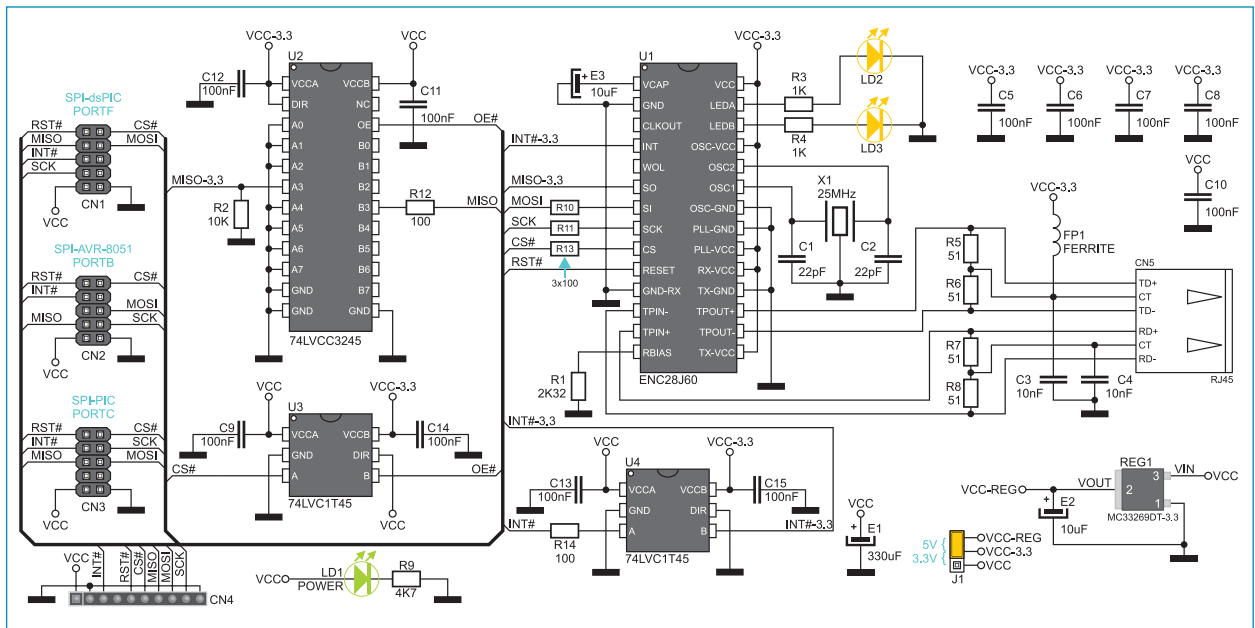 VCC-3.3
U2
VCC
C12
100nF
VCCA
VCCB
DIR
NC
A0
OE
A1
B0
A2
B1
A3
B2
A4
B3
A5
B4
A6
B5
A7
B6
GND
B7
GND
GND
74LVCC3245
C11
100nF
OE#
SPI-dsPIC
PORTF
RST#
CS#
MISO
MOSI
INT#
SCK
VCC
CN1
MISO-3.3
R2
10K
R12
100
MISO
SPI-AVR-8051
PORTB
RST#
CS#
INT#
MOSI
MISO
SCK
VCC
CN2
SPI-PIC
PORTC
RST#
CS#
INT#
SCK
MISO
MOSI
VCC
CN3
VCC
INT#
RST#
CS#
MISO
MOSI
SCK
CN4
VCC
VCC-3.3
U3
C9
100nF
VCCA
VCCB
GND
DIR
A
B
74LVC1T45
C14
100nF
CS#
OE#
VCC
VCC
LD1
POWER
R9
4K7
E3
10uF
U1
VCC-3.3
VCAP
VCC
GND
LEDA
CLKOUT
LEDB
INT
OSC-VCC
WOL
OSC2
SO
OSC1
SI
OSC-GND
SCK
PLL-GND
CS
PLL-VCC
RESET
RX-VCC
GND-RX
TX-GND
TPIN-
TPOUT+
TPIN+
TPOUT-
RBIAS
TX-VCC
ENC28J60
INT#-3.3
MISO-3.3
MOSI
R10
SCK
R11
CS#
R13
RST#
3x100
R1
2K32
R3
1K
LD2
R4
1K
LD3
X1
25MHz
C1
22pF
C2
22pF
VCC-3.3
C5
100nF
VCC-3.3
C6
100nF
VCC-3.3
C7
100nF
VCC-3.3
C8
100nF
VCC
C10
100nF
VCC-3.3
FP1
FERRITE
R5
51
R6
51
R7
51
R8
51
CN5
TD+
CT
TD-
RD+
CT
RD-
RJ45
C3
10nF
C4
10nF
INT#-3.3
VCC
VCC-3.3
U4
C13
100nF
VCCA
VCCB
GND
DIR
A
B
74LVC1T45
C15
100nF
INT#
R14
100
INT#-3.3
VCC
E1
330uF
VCC-REG
E2
10uF
VOUT
REG1
3
2
1
VIN
VCC
MC33269DT-3.3
5V
3.3V
VCC-REG
VCC-3.3
VCC
J1